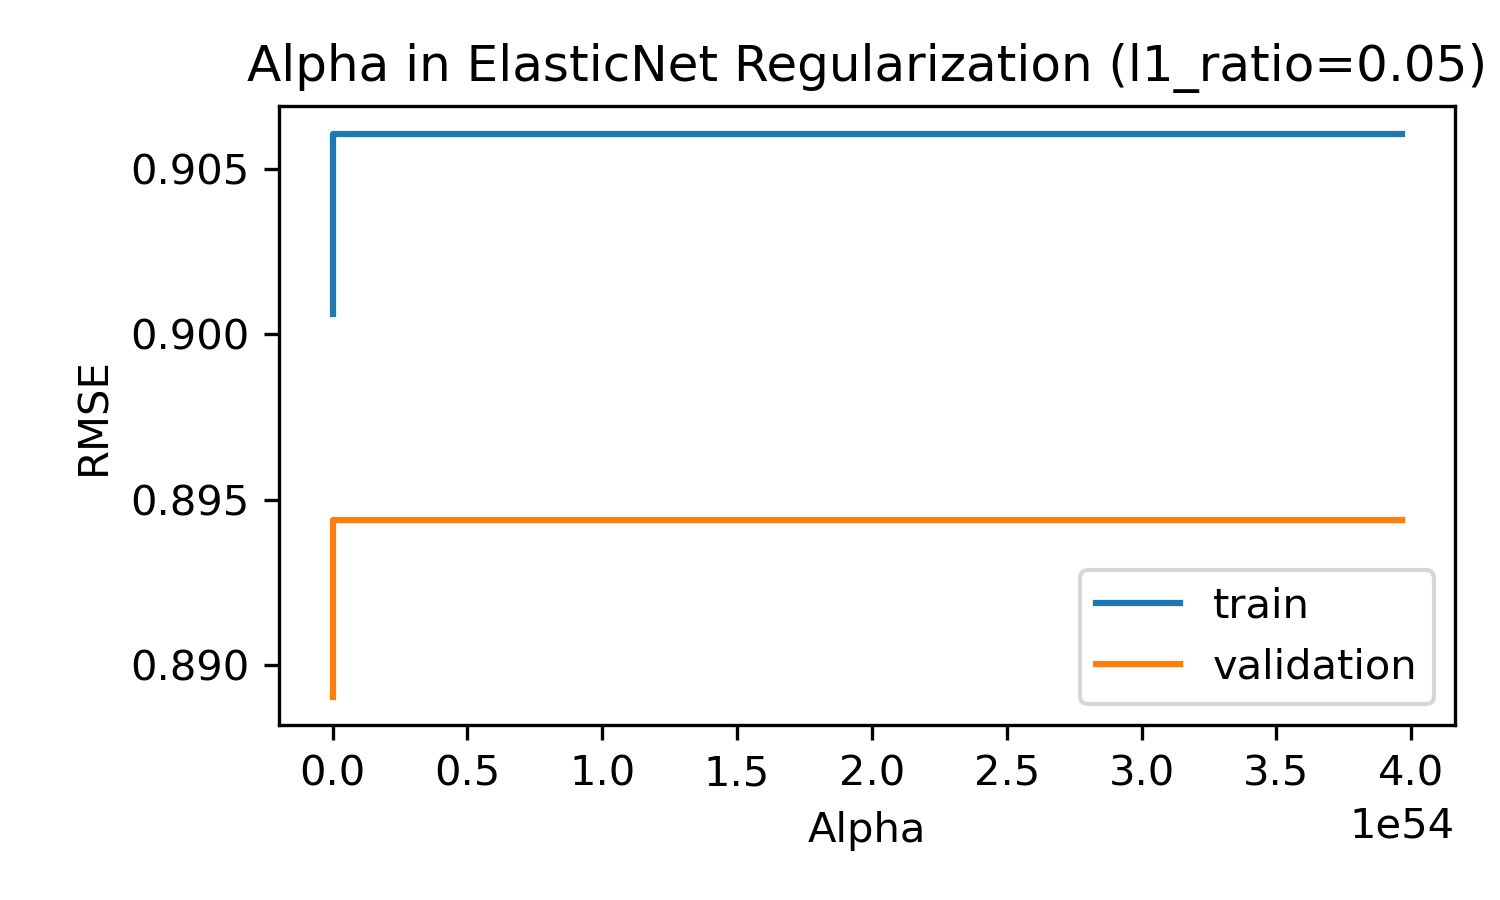 Alpha in ElasticNet Regularization (l1_ratio=0.05)
0.905
0.900
0.895
0.890
RMSE
train
validation
0.0 0.5 1.0 1.5 2.0 2.5 3.0 3.5 4.0
1e54
Alpha